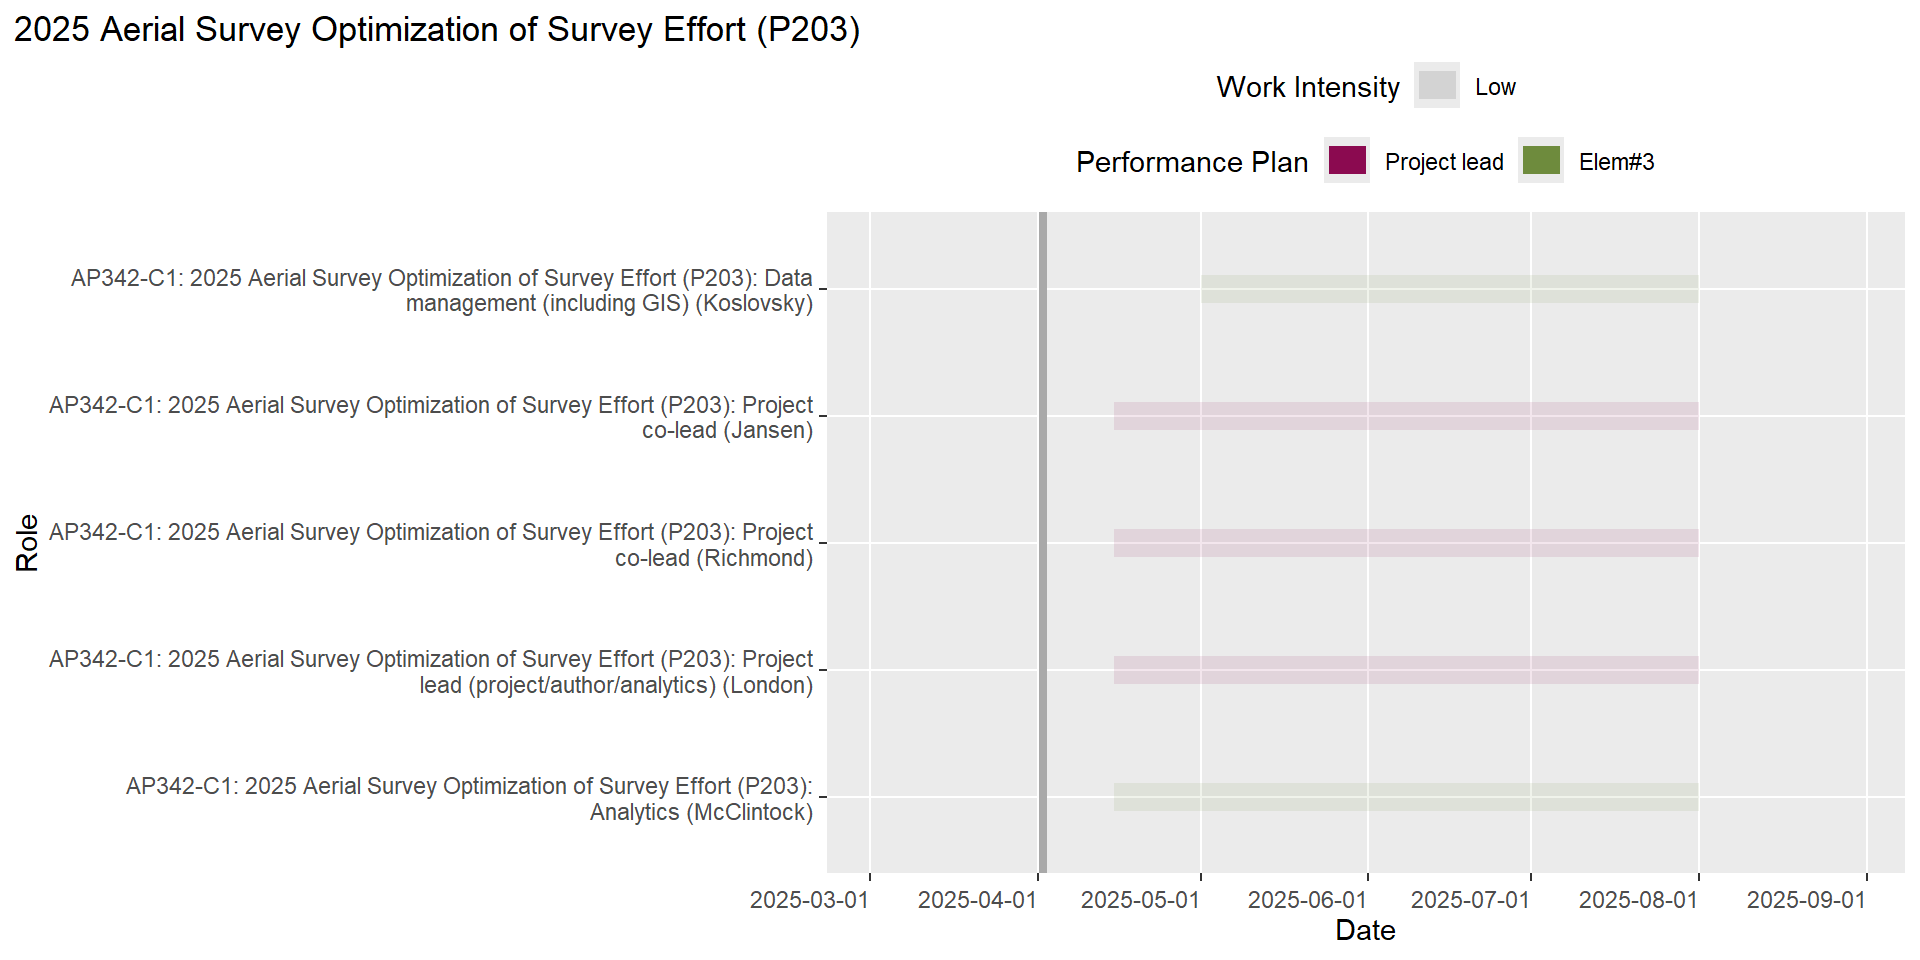 2025 Aerial Survey Optimization of Survey Effort (P203)
Work Intensity Low
Performance Plan Project lead Elem#3
AP342-C1: 2025 Aerial Survey Optimization of Survey Effort (P203): Data
management (including GIS) (Koslovsky)
AP342-C1: 2025 Aerial Survey Optimization of Survey Effort (P203): Project
co-lead (Jansen)
Role
AP342-C1: 2025 Aerial Survey Optimization of Survey Effort (P203): Project
co-lead (Richmond)
AP342-C1: 2025 Aerial Survey Optimization of Survey Effort (P203): Project
lead (project/author/analytics) (London)
AP342-C1: 2025 Aerial Survey Optimization of Survey Effort (P203):
Analytics (McClintock)
2025-03-01 2025-04-01 2025-05-01 2025-06-01 2025-07-01 2025-08-01 2025-09-01
Date